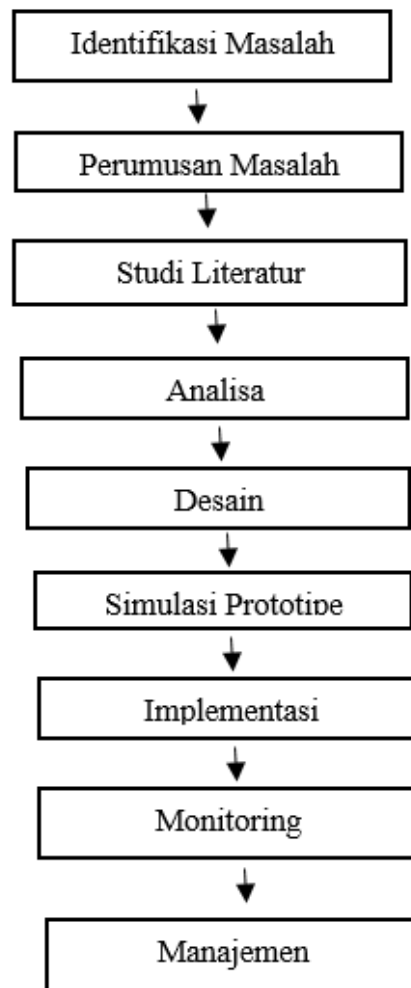 Identifikasi Masalah
Perumusan Masalah
Studi Literatur
Analisa
Desain
Simulasi Prototipe
Implementasi
Monitoring
Manajemen